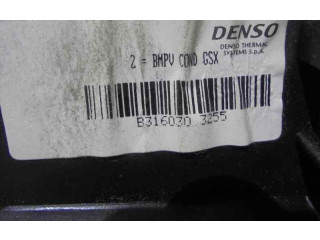 DENSO
DENSO THERMAL
SYSTEMS S.p.A.
2 = BMPV COND GSX
B316030 3255